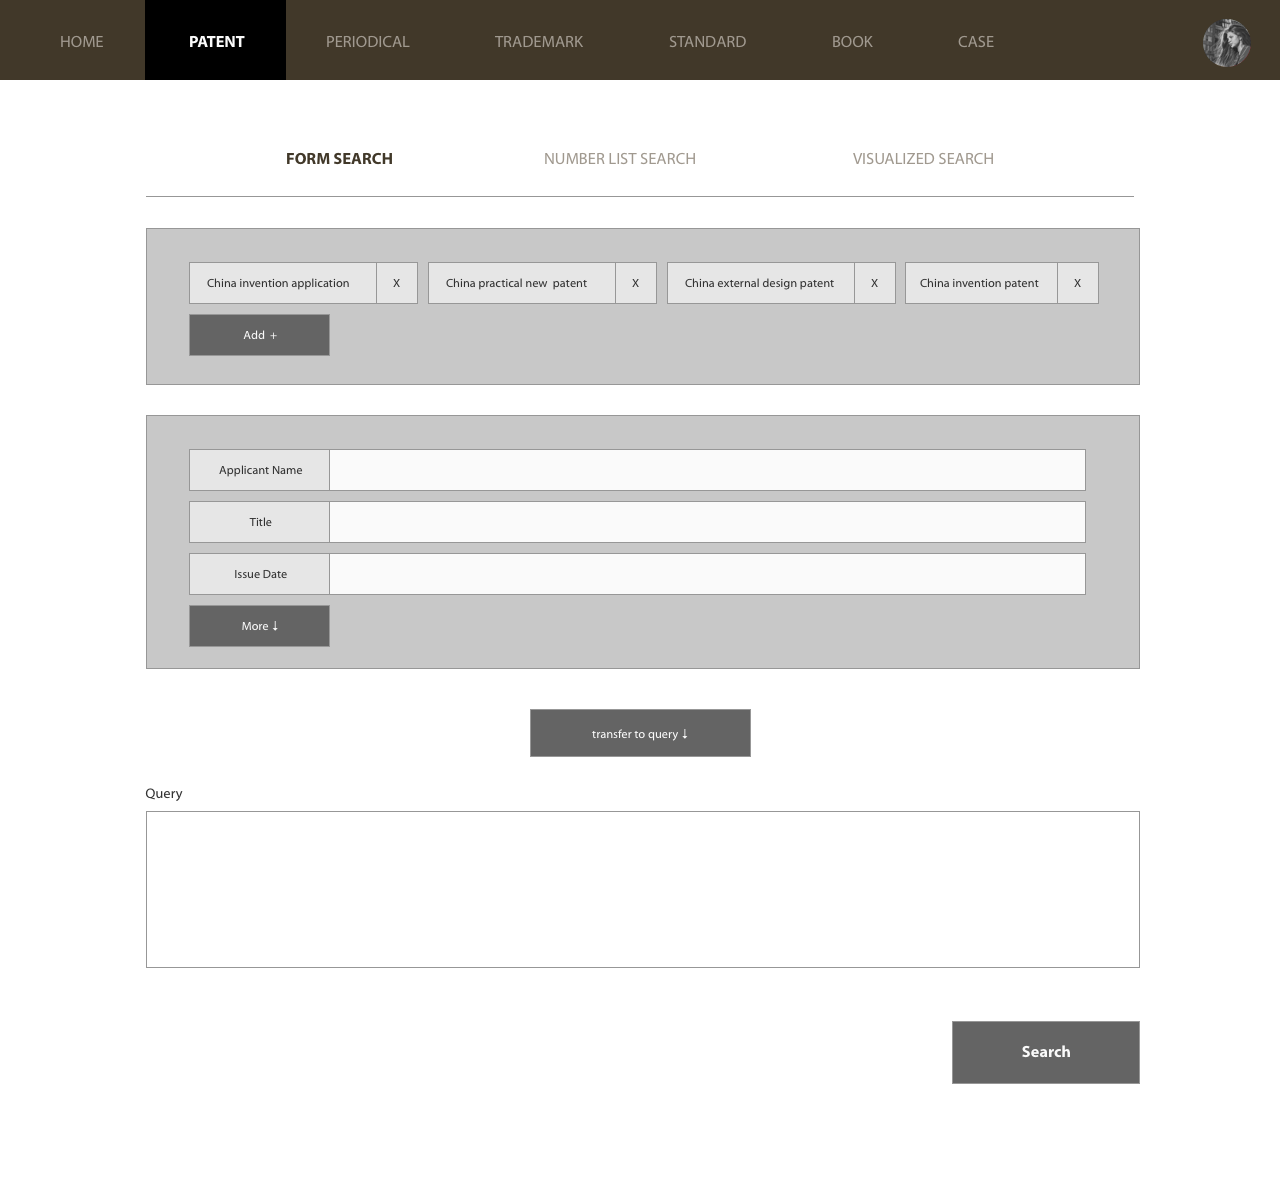 HOME PATENT PERIODICAL TRADEMARK STANDARD BOOK CASE
FORM SEARCH NUMBER LIST SEARCH VISUALIZED SEARCH
China invention application X China practical new patent X China external design patent X China invention patent X
Add +
Applicant Name
Title
Issue Date
More ↓
transfer to query ↓
Query
Search